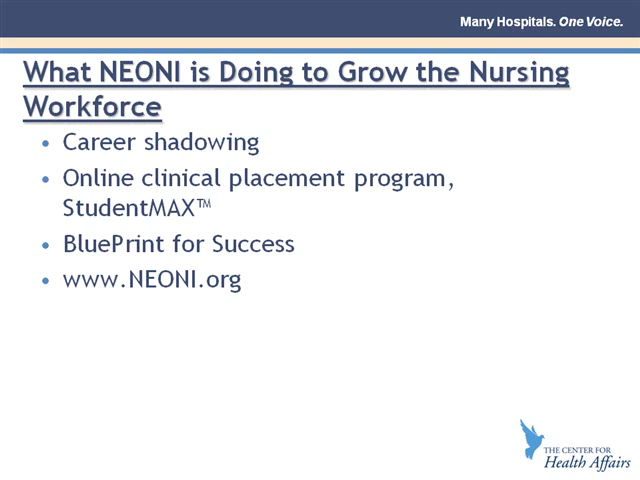 Many Hospitals. One Voice.
What NEONI is Doing to Grow the Nursing
Workforce
• Career shadowing
• Online clinical placement program,
StudentMAX™
• BluePrint for Success
• www.NEONI.org
THE CENTER FOR
Health Affairs